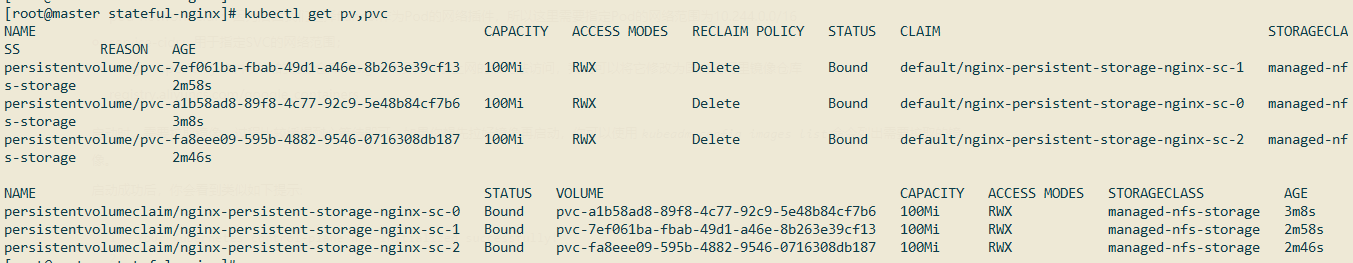 [root@master stateful-nginx]# kubectl get pv,pvc
NAME CAPACITY ACCESS MODES RECLAIM POLICY STATUS CLAIM STORAGECLA
SS REASON AGE
persistentvolume/pvc-7ef061ba-fbab-49d1-a46e-8b263e39cf13 100Mi RWX Delete Bound default/nginx-persistent-storage-nginx-sc-1 managed-nf
s-storage 2m58s
persistentvolume/pvc-a1b58ad8-89f8-4c77-92c9-5e48b84cf7b6 100Mi RWX Delete Bound default/nginx-persistent-storage-nginx-sc-0 managed-nf
s-storage 3m8s
persistentvolume/pvc-fa8eee09-595b-4882-9546-0716308db187 100Mi RWX Delete Bound default/nginx-persistent-storage-nginx-sc-2 managed-nf
s-storage 2m46s
NAME STATUS VOLUME CAPACITY ACCESS MODES STORAGECLASS AGE
persistentvolumeclaim/nginx-persistent-storage-nginx-sc-0 Bound pvc-a1b58ad8-89f8-4c77-92c9-5e48b84cf7b6 100Mi RWX managed-nfs-storage 3m8s
persistentvolumeclaim/nginx-persistent-storage-nginx-sc-1 Bound pvc-7ef061ba-fbab-49d1-a46e-8b263e39cf13 100Mi RWX managed-nfs-storage 2m58s
persistentvolumeclaim/nginx-persistent-storage-nginx-sc-2 Bound pvc-fa8eee09-595b-4882-9546-0716308db187 100Mi RWX managed-nfs-storage 2m46s